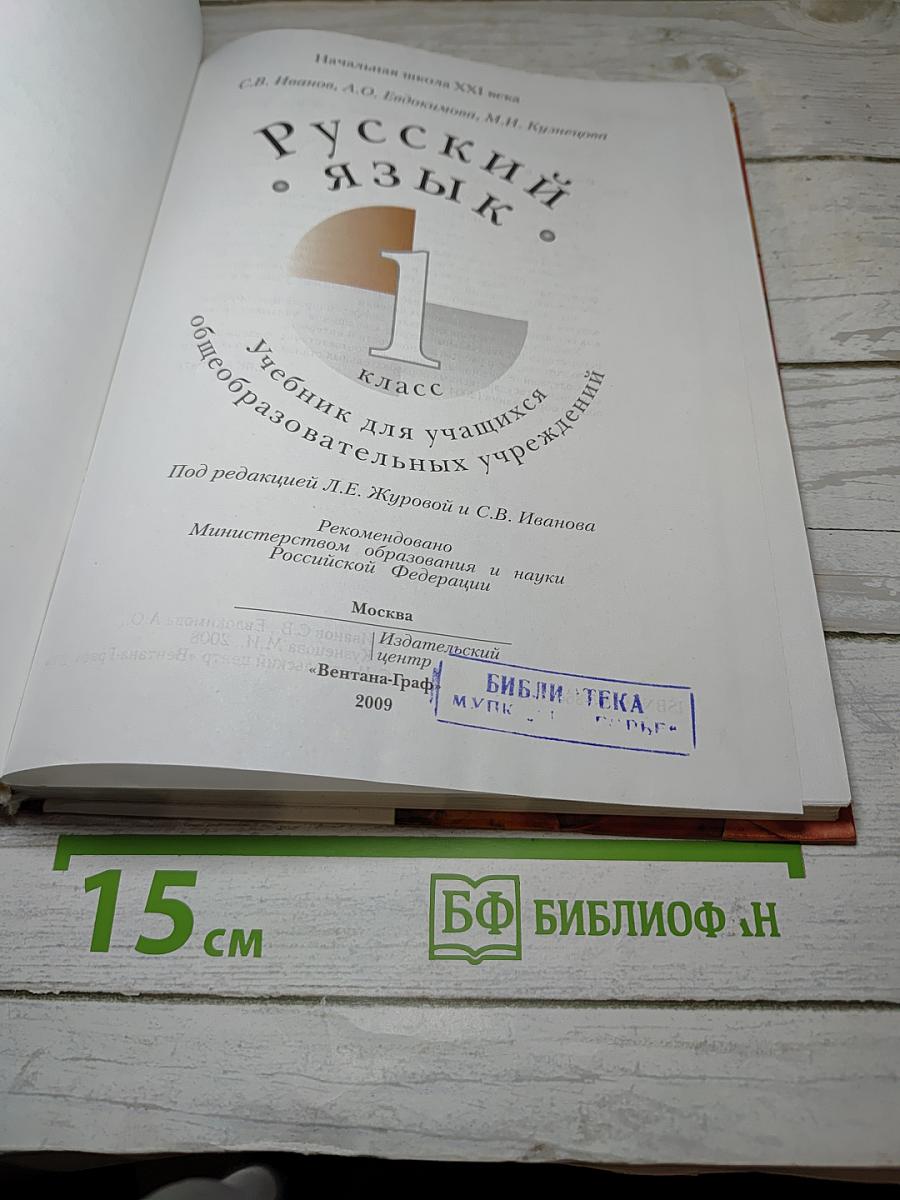 Начальная школа XXI века
С.В. Иванов, А.О. Евдокимова, М.И. Кузнецова
Русский
язык
1
класс
Учебник для учащихся
общеобразовательных учреждений
Под редакцией Л.Е. Журовой и С.В. Иванова
Рекомендовано
Министерством образования и науки
Российской Федерации
Москва
Издательский
центр
«Вентана-Граф»
2009
МУПК
15 см
БФ